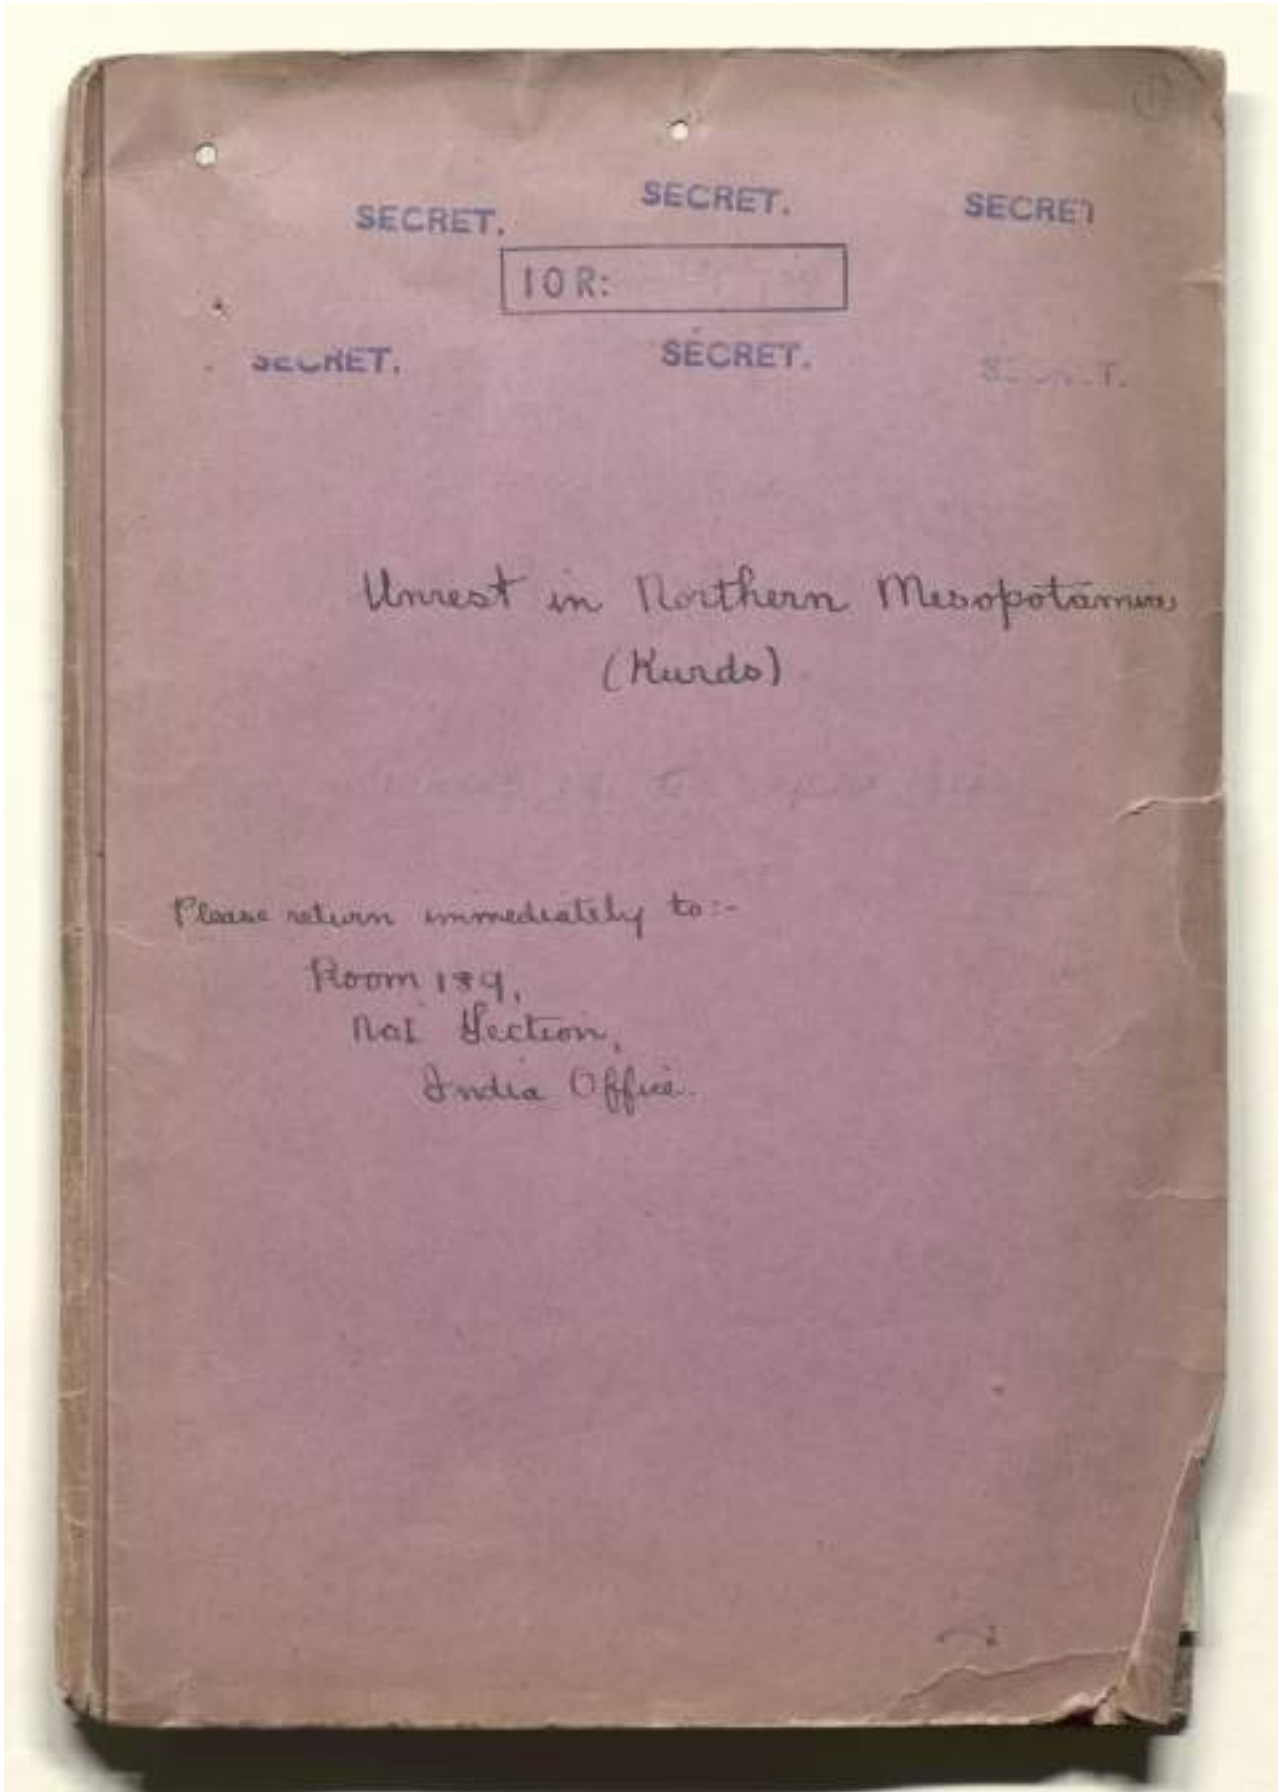 SECRET. SECRET. SECRET
IOR:
SECRET. SECRET.
Unrest in Northern Mesopotamia
(Kurds)
Please return immediately to:-
Room 189,
Section,
India Office.